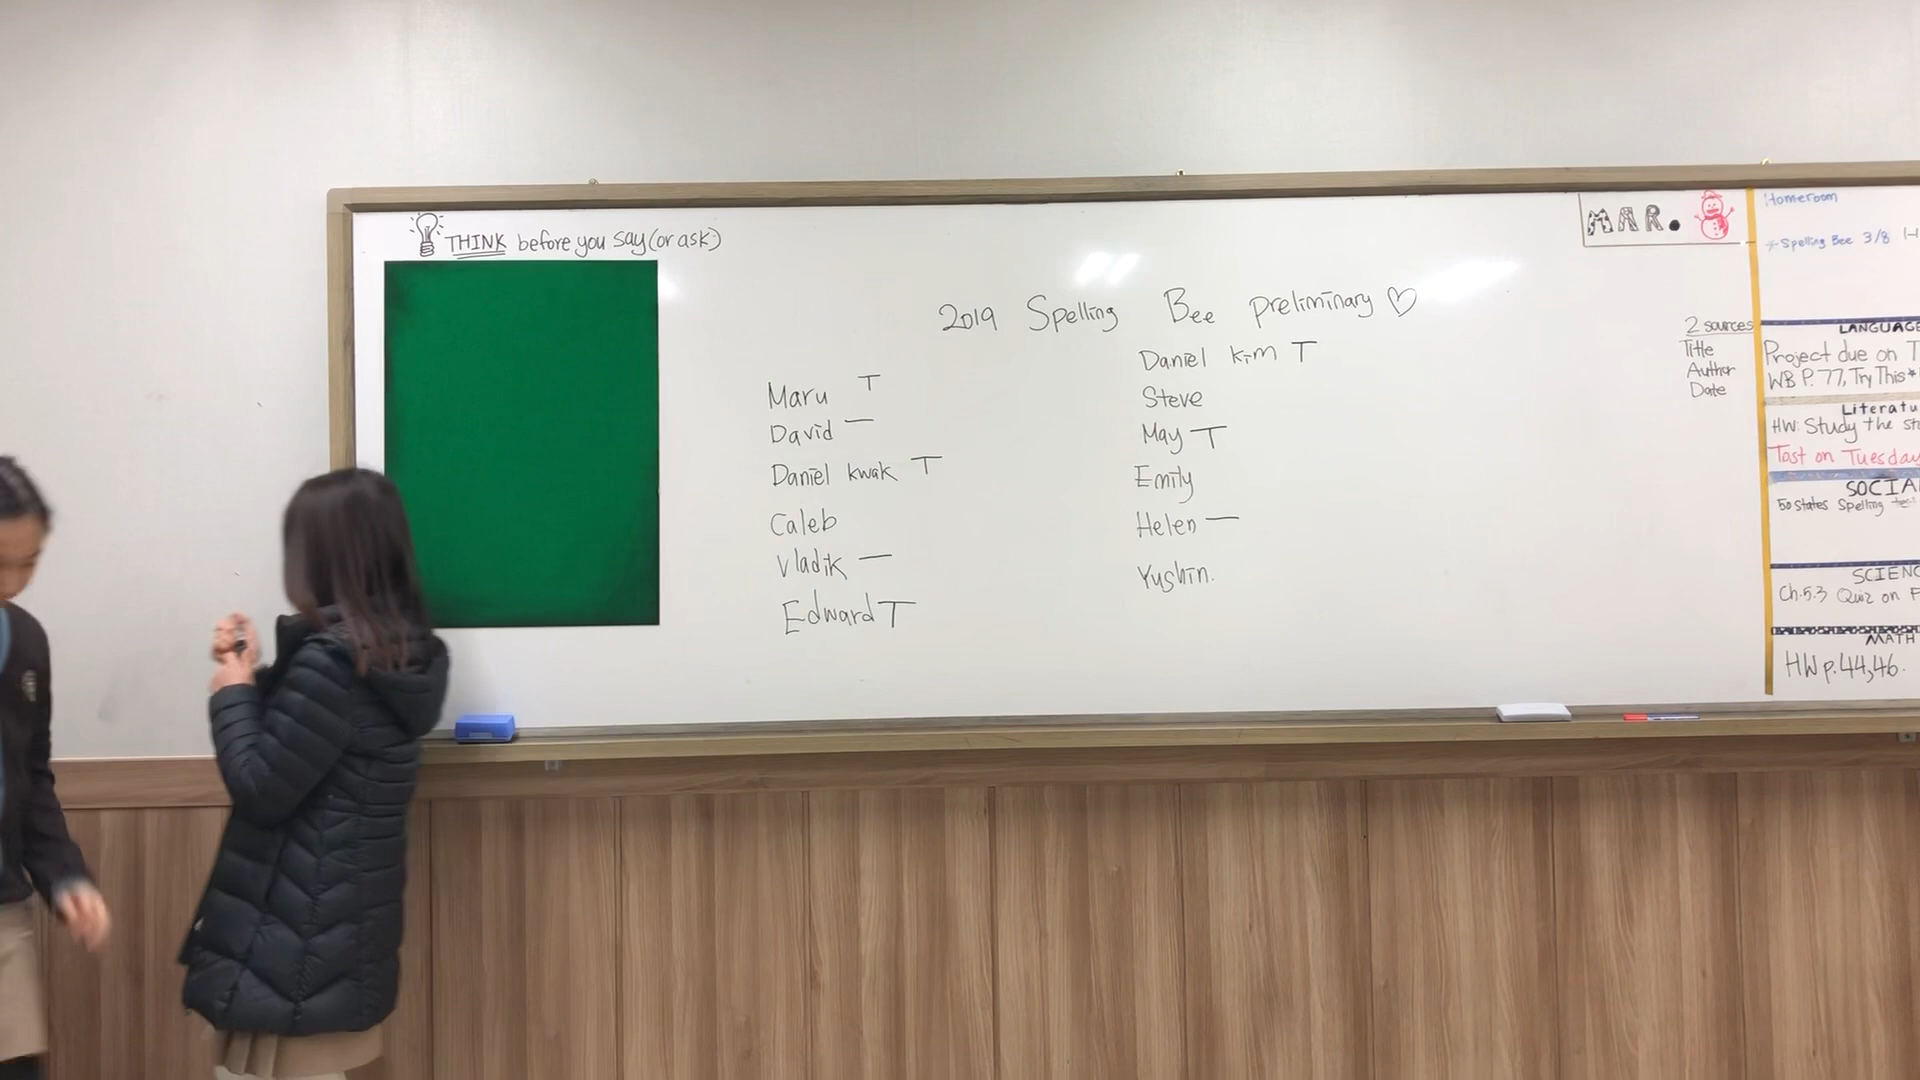 THINK before you say (or ask)
2019 Spelling Bee preliminary ♡
Maru T
David —
Daniel kwak T
Caleb
Vladik —
Edward T
Daniel kim T
Steve
May T
Emily
Helen —
Yushin.
2 sources
Title
Author
Date
MAR.
Homeroom
Spelling Bee 3/8
LANGUAGE
Project due on T
WB P. 77, Try This*
Literatu
HW: Study the st
Tast on Tuesday
SOCIA
50 States Spelling
SCIENC
Ch.5.3 Quiz on
MATH
HW p.44,46.